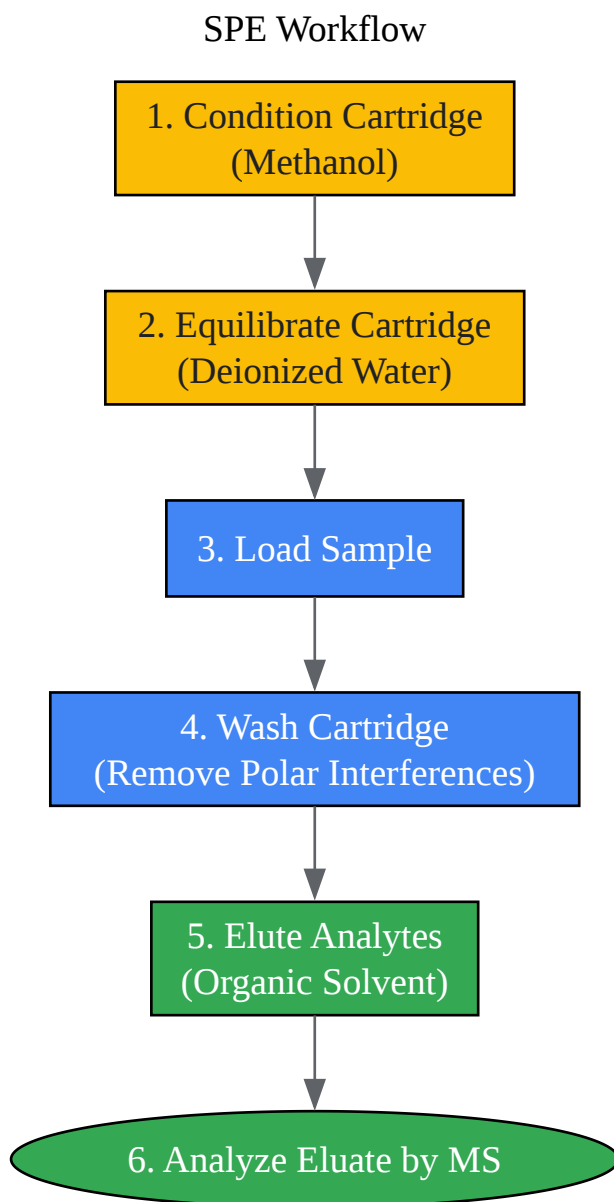 SPE Workflow
1. Condition Cartridge
(Methanol)
2. Equilibrate Cartridge
(Deionized Water)
3. Load Sample
4. Wash Cartridge
(Remove Polar Interferences)
5. Elute Analytes
(Organic Solvent)
6. Analyze Eluate by MS